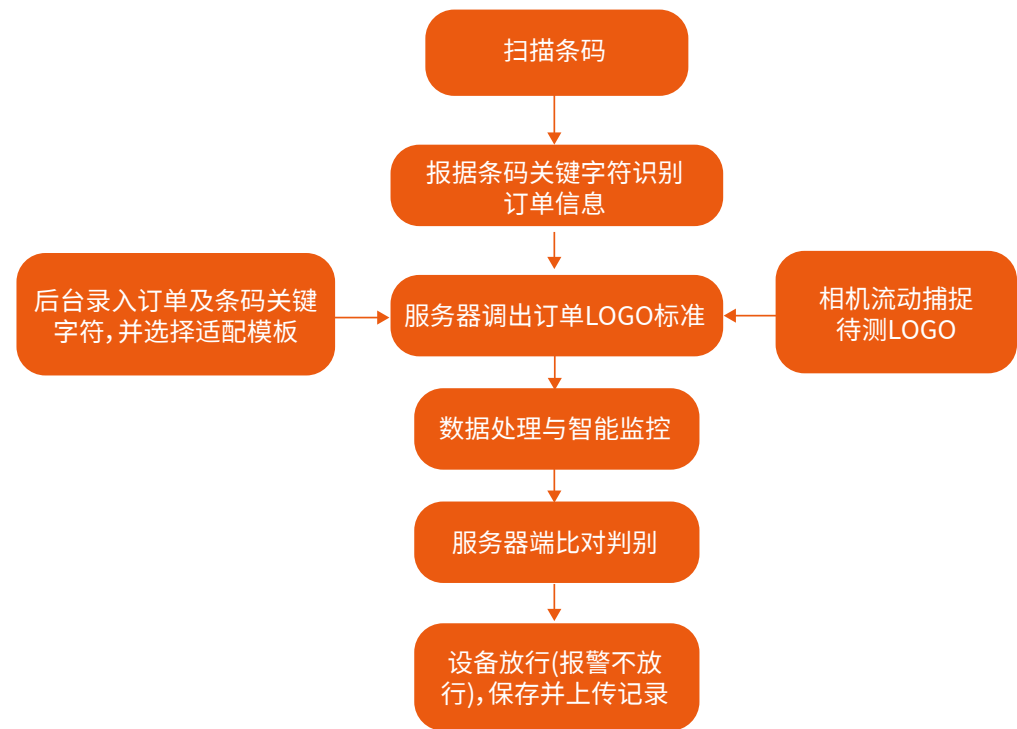 扫描条码
报据条码关键字符识别
订单信息
后台录入订单及条码关键
字符,并选择适配模板
服务器调出订单LOGO标准
相机流动捕捉
待测LOGO
数据处理与智能监控
服务器端比对判别
设备放行(报警不放
行),保存并上传记录